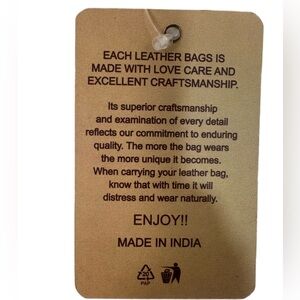 EACH LEATHER BAGS IS
MADE WITH LOVE CARE AND
EXCELLENT CRAFTSMANSHIP.
Its superior craftsmanship
and examination of every detail
reflects our commitment to enduring
quality. The more the bag wears
the more unique it becomes.
When carrying your leather bag,
know that with time it will
distress and wear naturally.
ENJOY!!
MADE IN INDIA
20
PAP